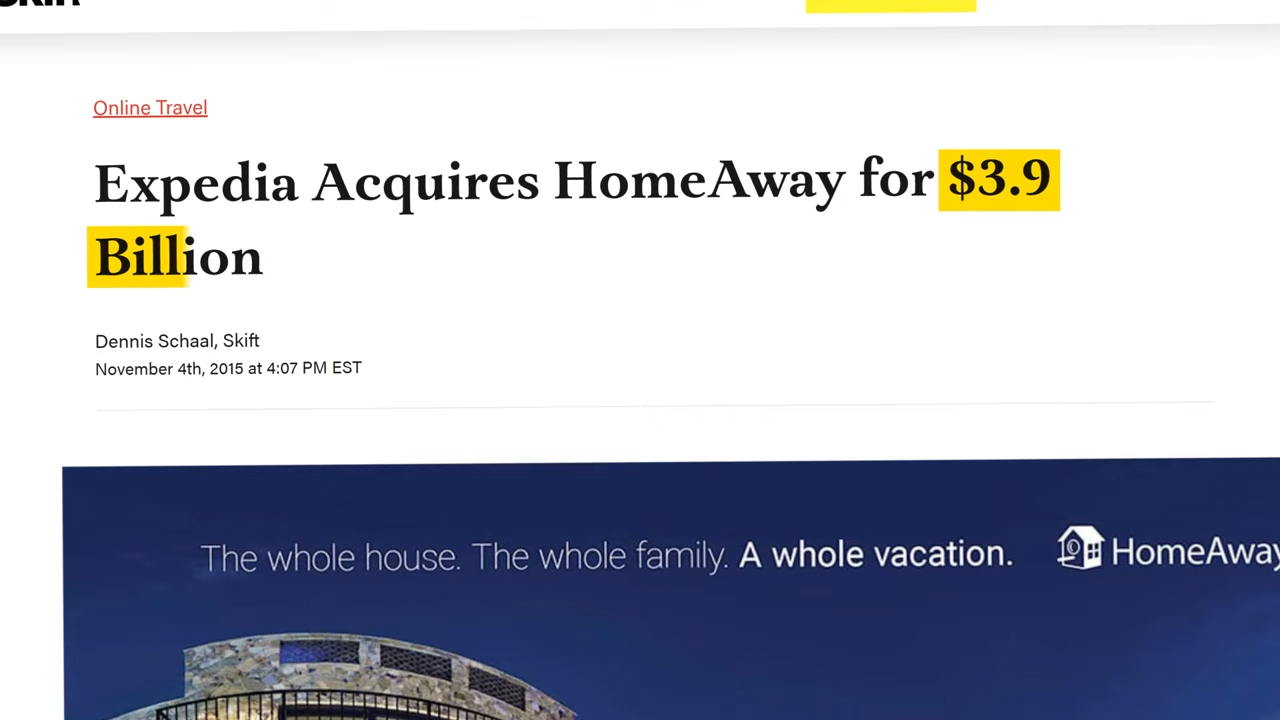 Online Travel
Expedia Acquires HomeAway for $3.9
Billion
Dennis Schaal, Skift
November 4th, 2015 at 4:07 PM EST
The whole house. The whole family. A whole vacation.
HomeAway